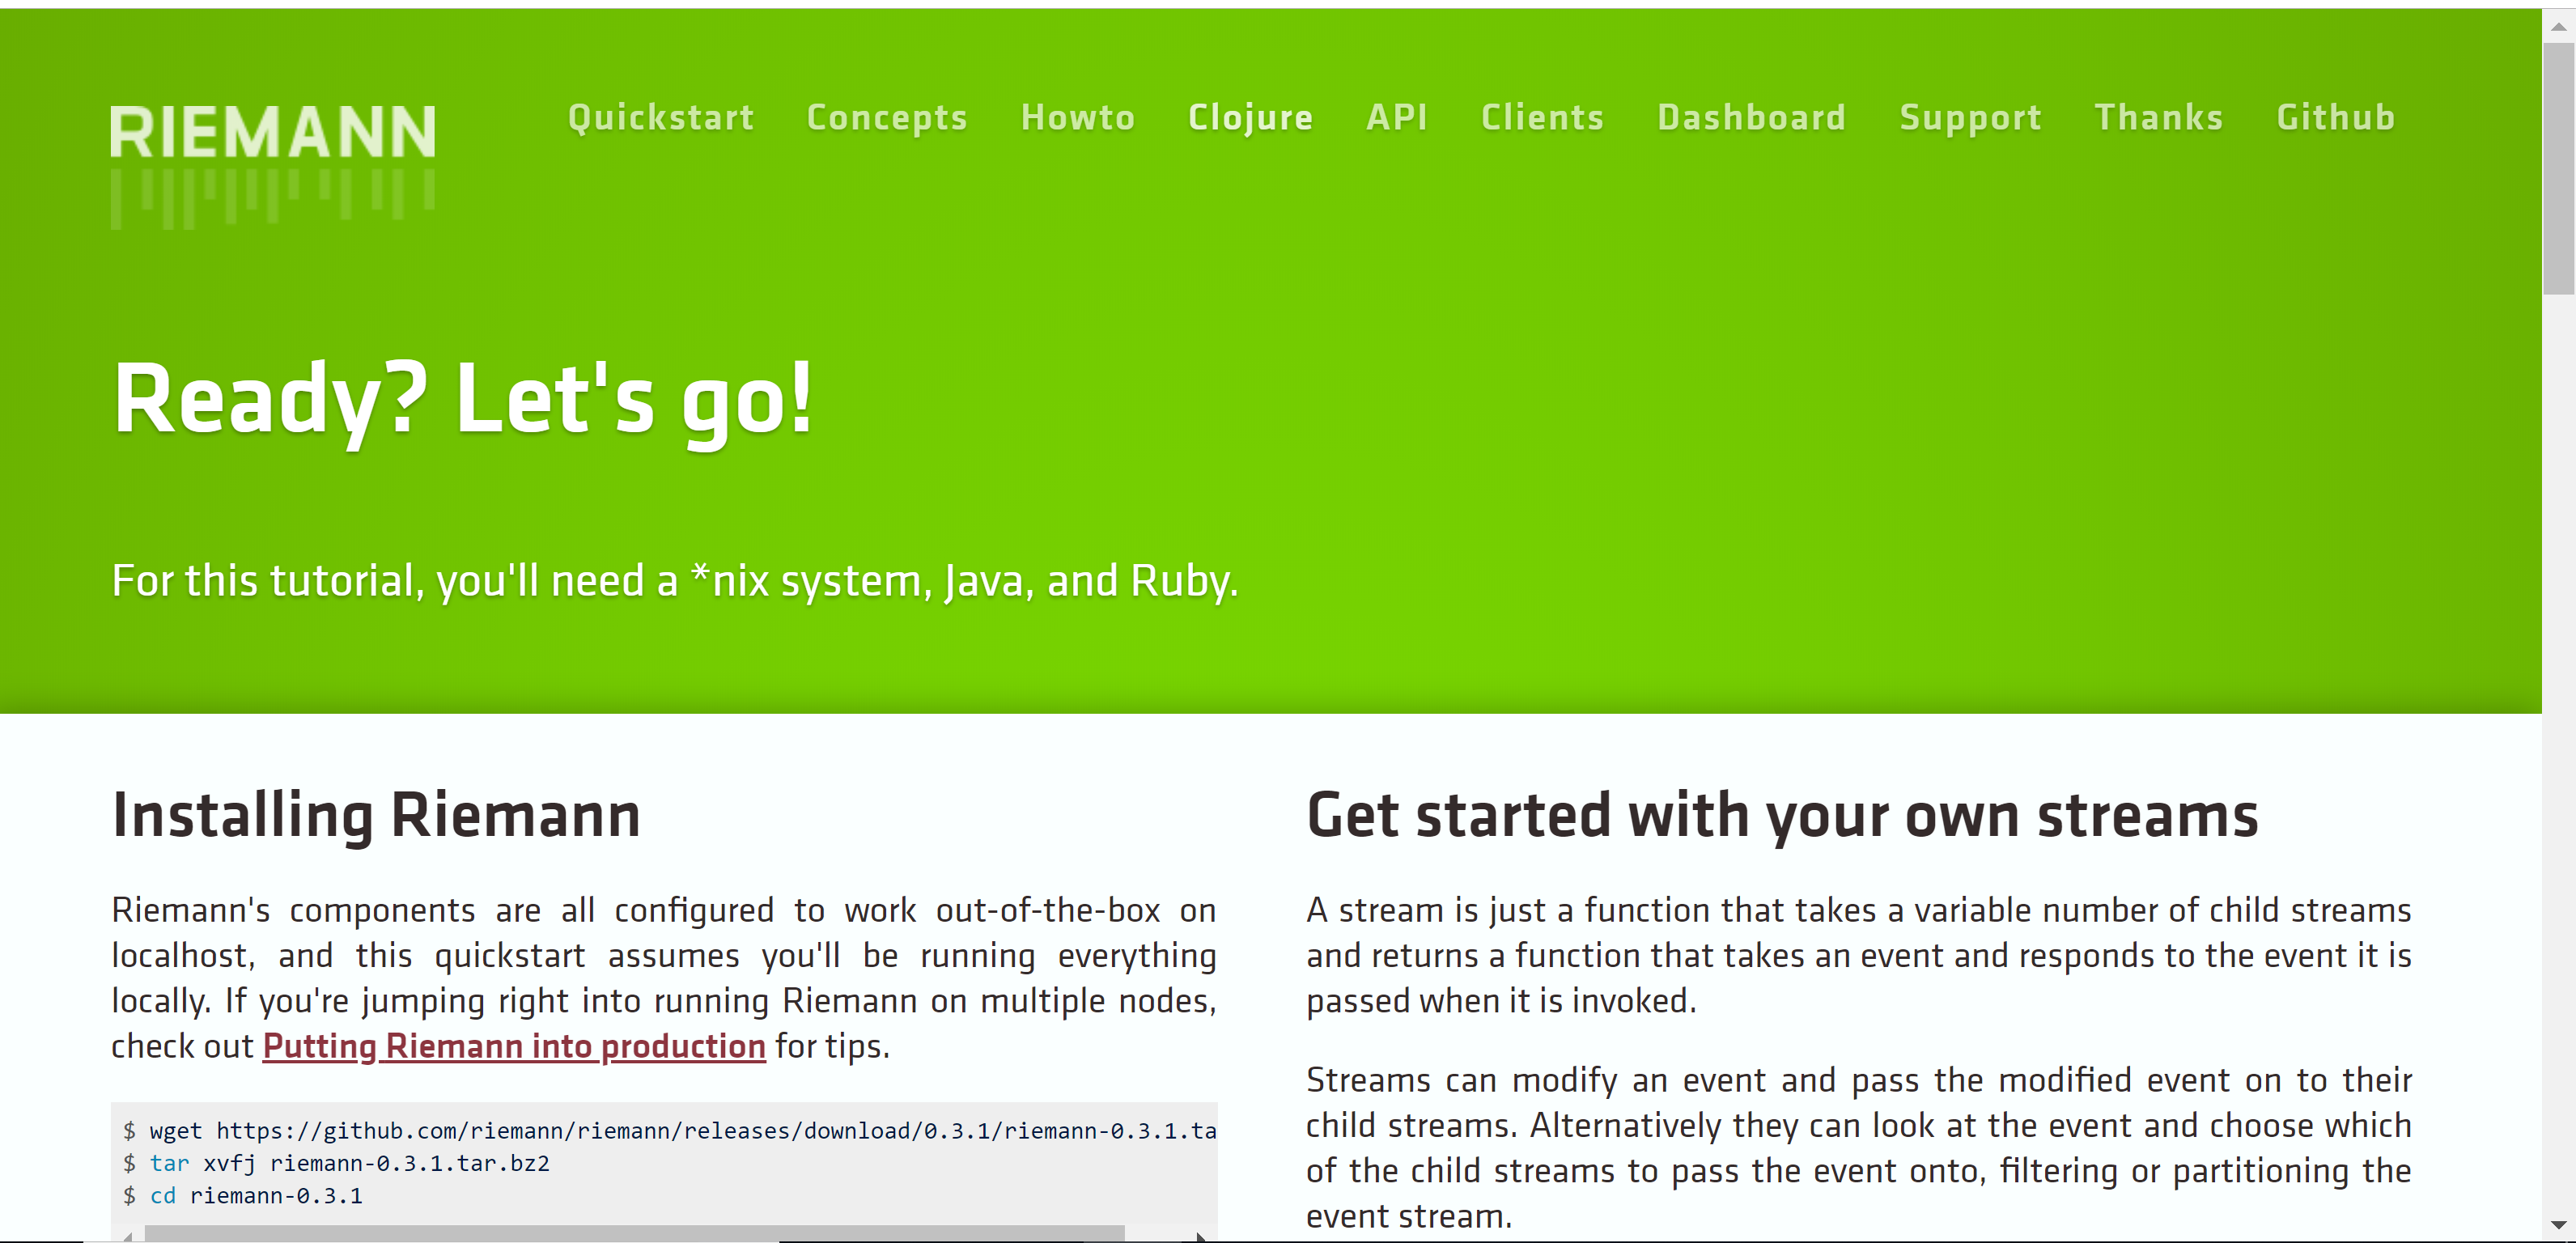 RIEMANN
Quickstart Concepts Howto Clojure API Clients Dashboard Support Thanks Github
Ready? Let's go!
For this tutorial, you'll need a *nix system, Java, and Ruby.
Installing Riemann
Riemann's components are all configured to work out-of-the-box on
localhost, and this quickstart assumes you'll be running everything
locally. If you're jumping right into running Riemann on multiple nodes,
check out Putting Riemann into production for tips.
$ wget https://github.com/riemann/riemann/releases/download/0.3.1/riemann-0.3.1.ta
$ tar xvfj riemann-0.3.1.tar.bz2
$ cd riemann-0.3.1
Get started with your own streams
A stream is just a function that takes a variable number of child streams
and returns a function that takes an event and responds to the event it is
passed when it is invoked.
Streams can modify an event and pass the modified event on to their
child streams. Alternatively they can look at the event and choose which
of the child streams to pass the event onto, filtering or partitioning the
event stream.